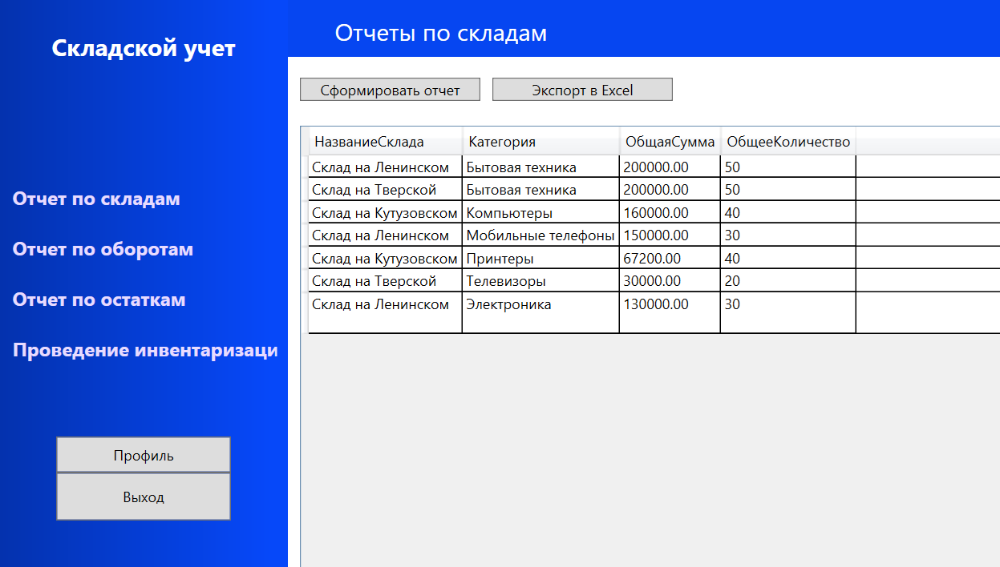 Складской учет
Отчет по складам
Отчет по оборотам
Отчет по остаткам
Проведение инвентаризаци
Профиль
Выход
Отчеты по складам
Сформировать отчет Экспорт в Excel
НазваниеСклада Категория ОбщаяСумма ОбщееКоличество
Склад на Ленинском Бытовая техника 200000.00 50
Склад на Тверской Бытовая техника 200000.00 50
Склад на Кутузовском Компьютеры 160000.00 40
Склад на Ленинском Мобильные телефоны 150000.00 30
Склад на Кутузовском Принтеры 67200.00 40
Склад на Тверской Телевизоры 30000.00 20
Склад на Ленинском Электроника 130000.00 30